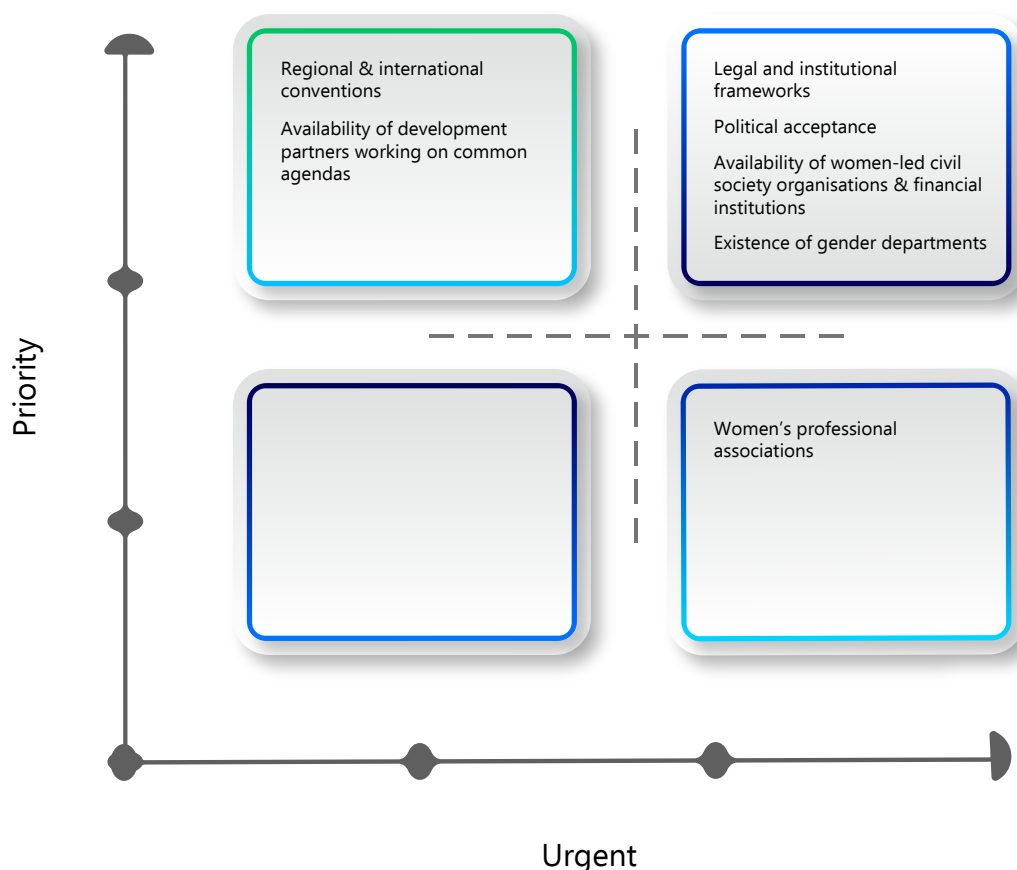 Regional & international
conventions
Availability of development
partners working on common
agendas
Legal and institutional
frameworks
Political acceptance
Availability of women-led civil
society organisations & financial
institutions
Existence of gender departments
Priority
Women’s professional
associations
Urgent